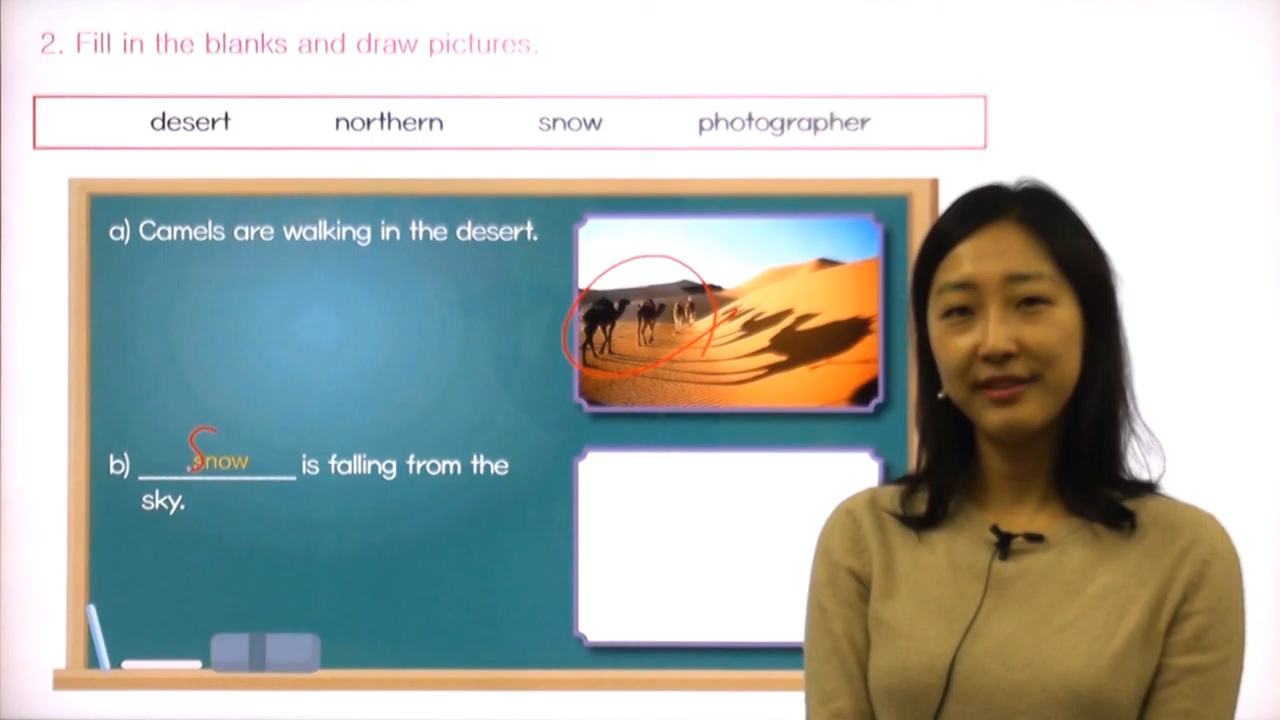 2. Fill in the blanks and draw pictures.
desert northern snow photographer
a) Camels are walking in the desert.
b) Snow is falling from the
sky.